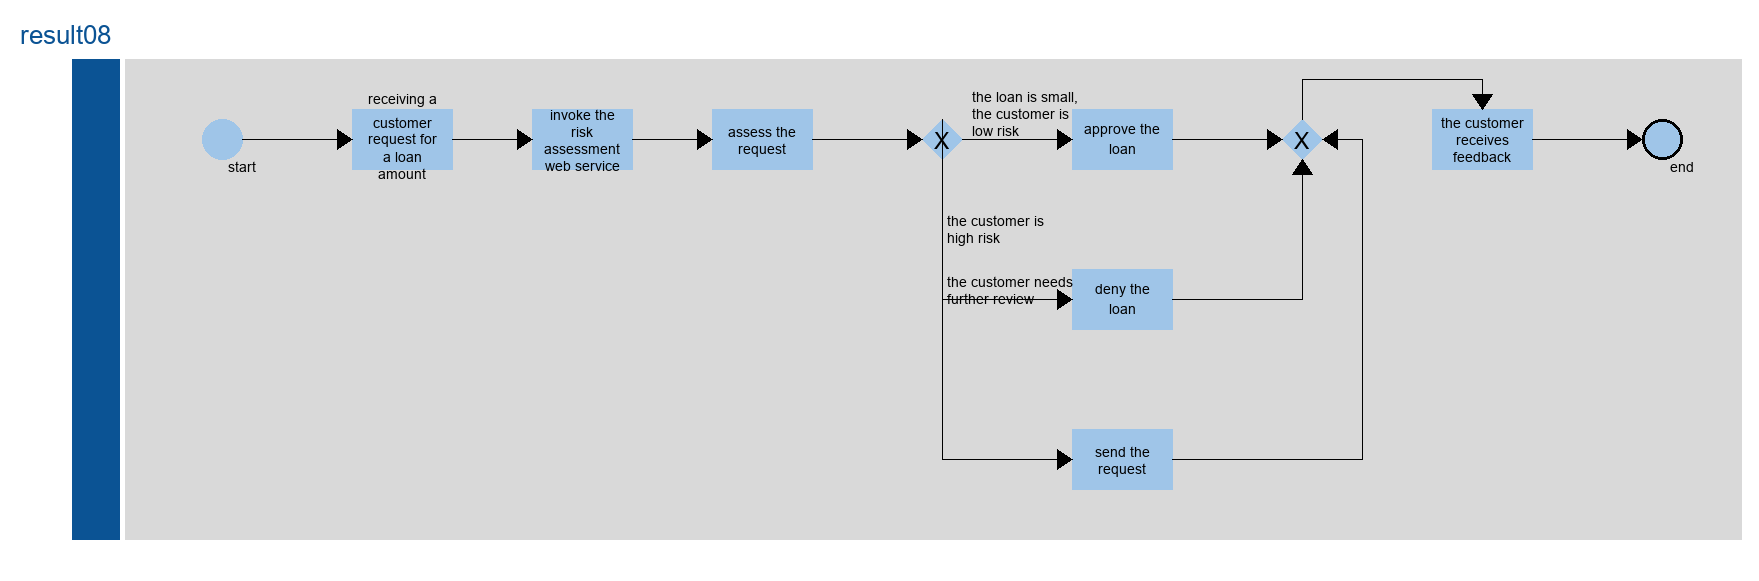 result08
start
receiving a
customer
request for
a loan
amount
invoke the
risk
assessment
web service
assess the
request
X
the loan is small,
the customer is
low risk
approve the
loan
X
the customer
receives
feedback
end
the customer is
high risk
the customer needs
further review
deny the
loan
send the
request